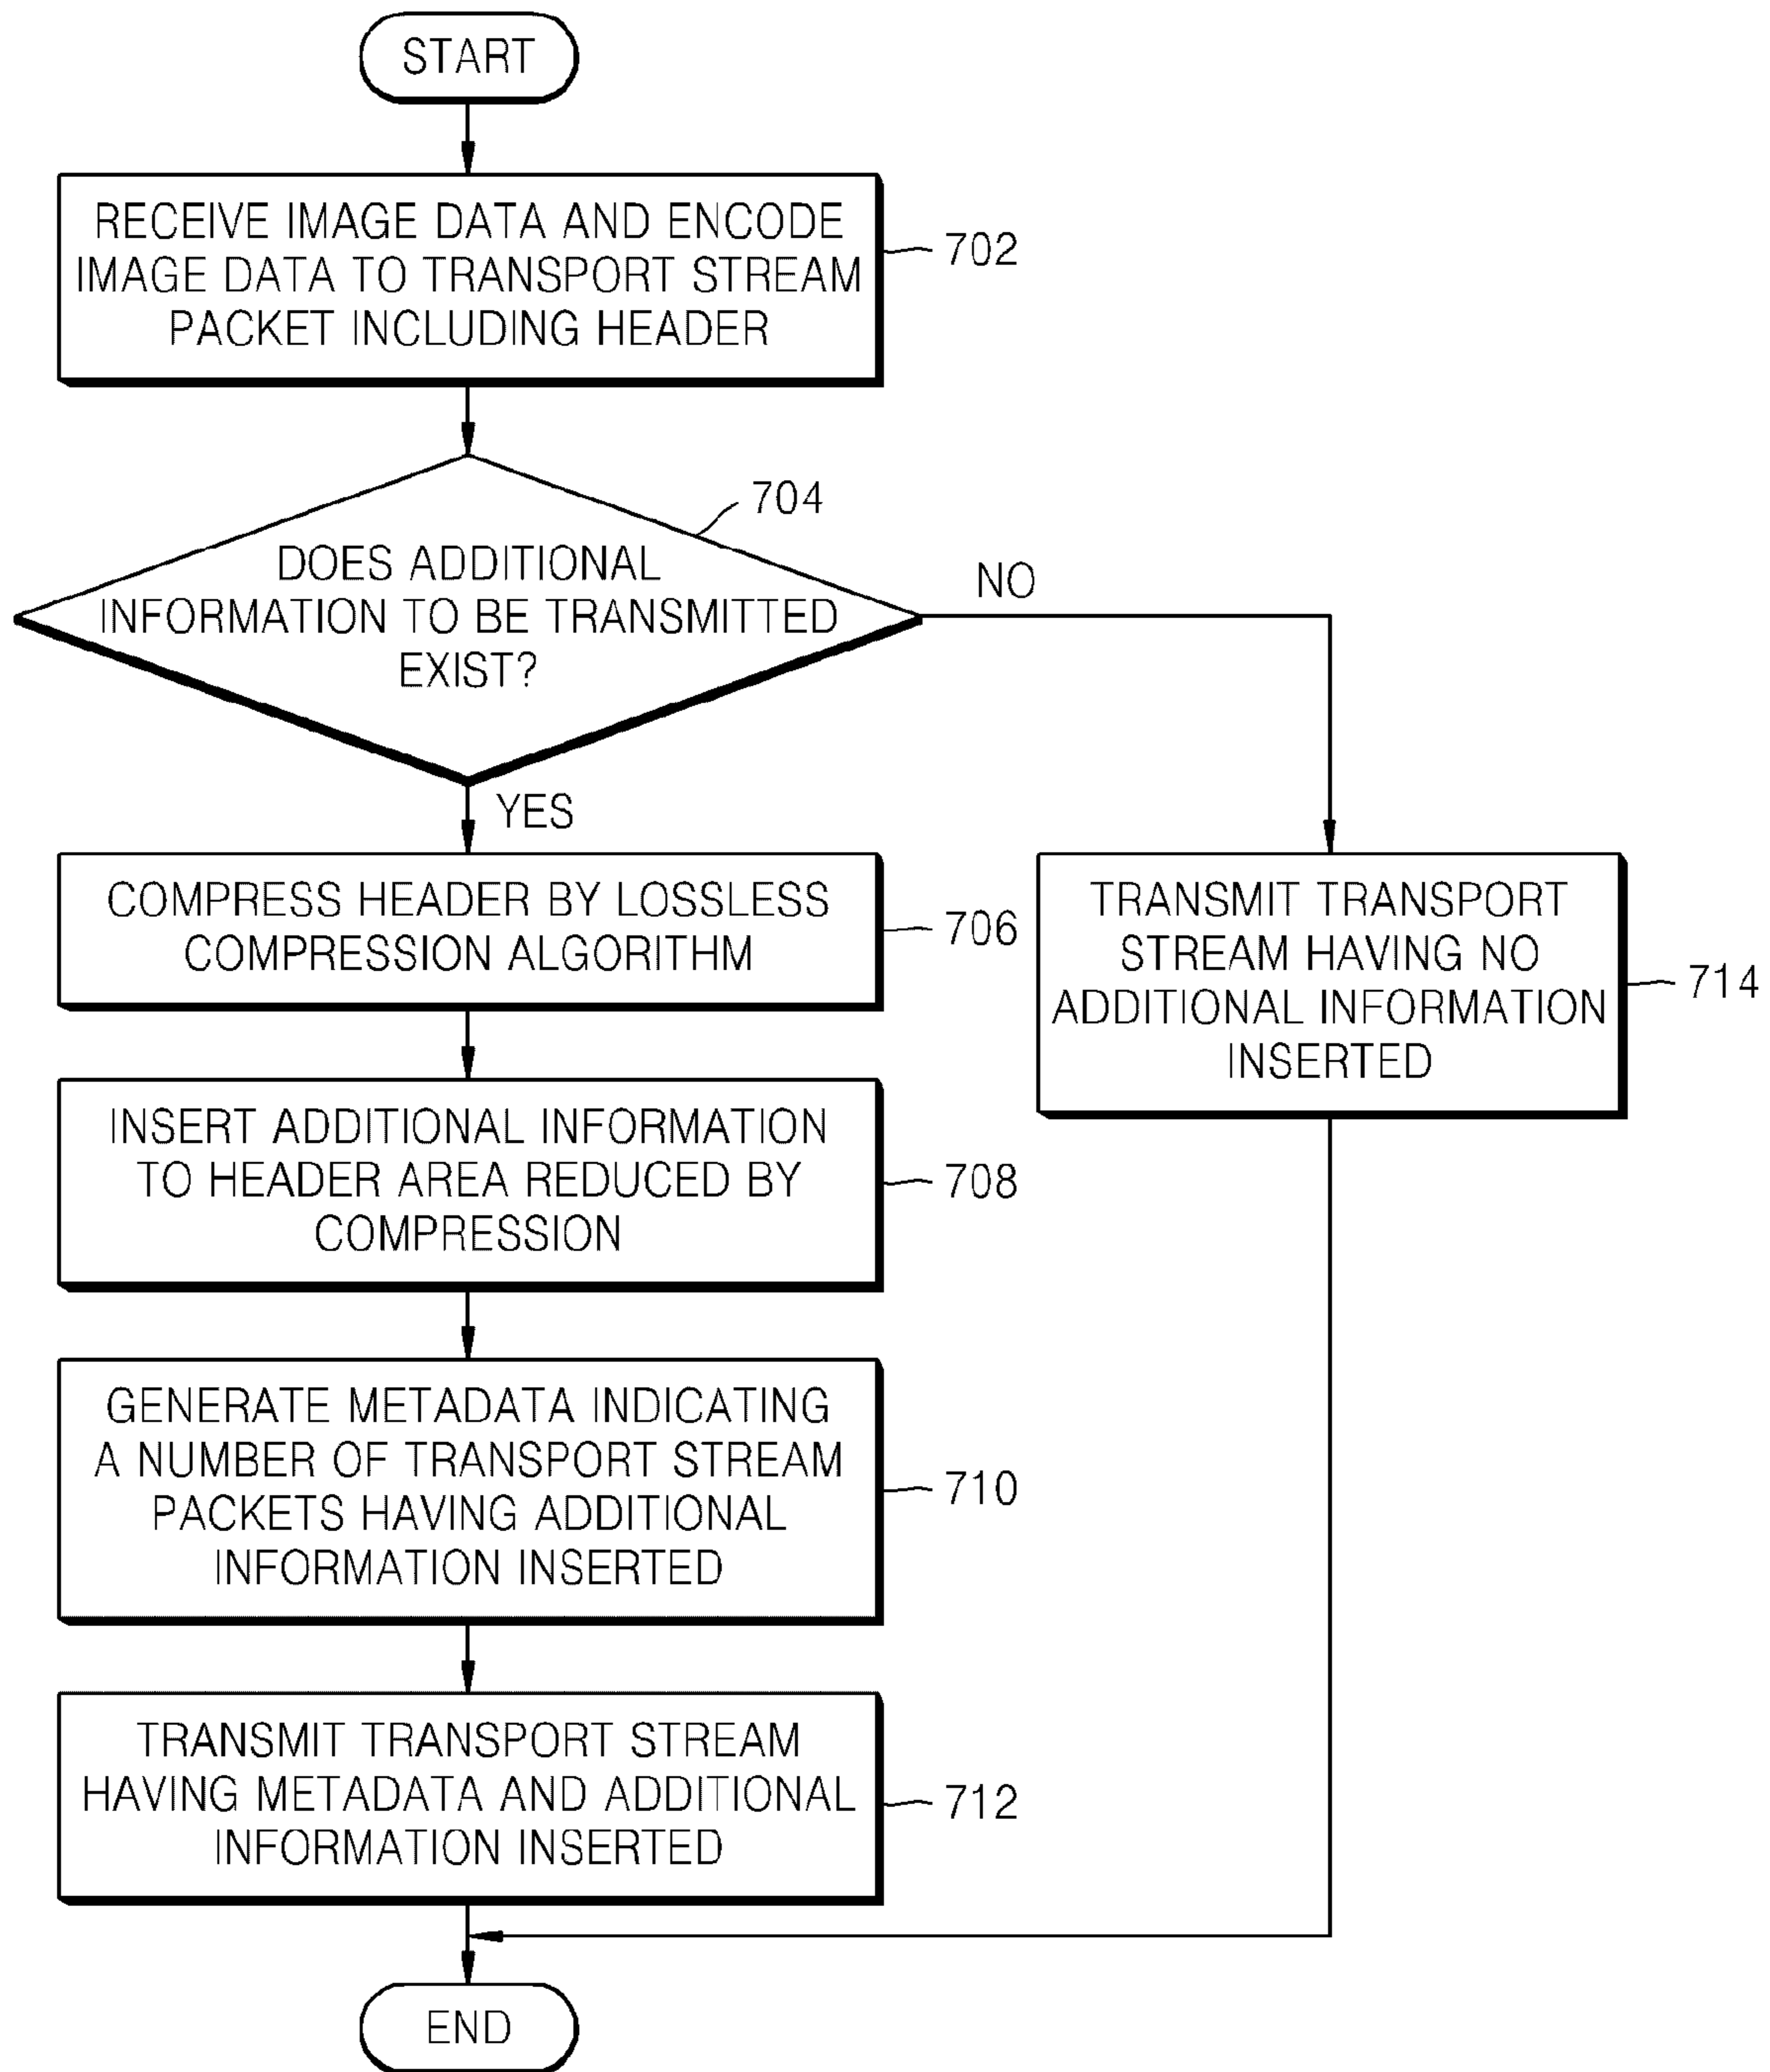 START
RECEIVE IMAGE DATA AND ENCODE
IMAGE DATA TO TRANSPORT STREAM
PACKET INCLUDING HEADER
702
704
DOES ADDITIONAL
INFORMATION TO BE TRANSMITTED
EXIST?
NO
YES
COMPRESS HEADER BY LOSSLESS
COMPRESSION ALGORITHM
706
TRANSMIT TRANSPORT
STREAM HAVING NO
ADDITIONAL INFORMATION
INSERTED
714
INSERT ADDITIONAL INFORMATION
TO HEADER AREA REDUCED BY
COMPRESSION
708
GENERATE METADATA INDICATING
A NUMBER OF TRANSPORT STREAM
PACKETS HAVING ADDITIONAL
INFORMATION INSERTED
710
TRANSMIT TRANSPORT STREAM
HAVING METADATA AND ADDITIONAL
INFORMATION INSERTED
712
END